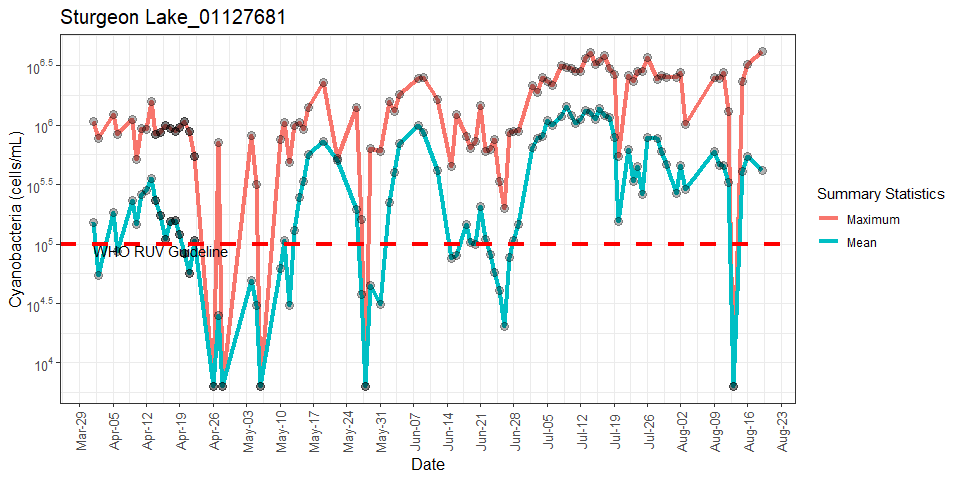 Sturgeon Lake_01127681
Cyanobacteria (cells/mL)
10^6.5
10^6
10^5.5
10^5
10^4.5
10^4
WHO RUV Guideline
Mar-29
Apr-05
Apr-12
Apr-19
Apr-26
May-03
May-10
May-17
May-24
May-31
Jun-07
Jun-14
Jun-21
Jun-28
Jul-05
Jul-12
Jul-19
Jul-26
Aug-02
Aug-09
Aug-16
Aug-23
Date
Summary Statistics
Maximum
Mean